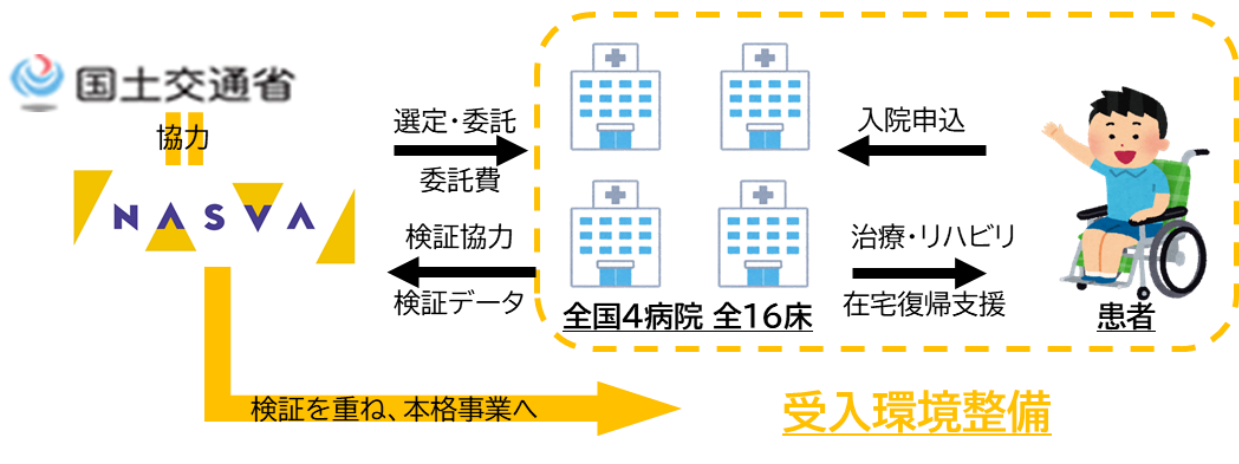 国土交通省
協力
NASVA
選定・委託
委託費
検証協力
検証データ
全国4病院 全16床
入院申込
治療・リハビリ
在宅復帰支援
患者
検証を重ね、本格事業へ
受入環境整備